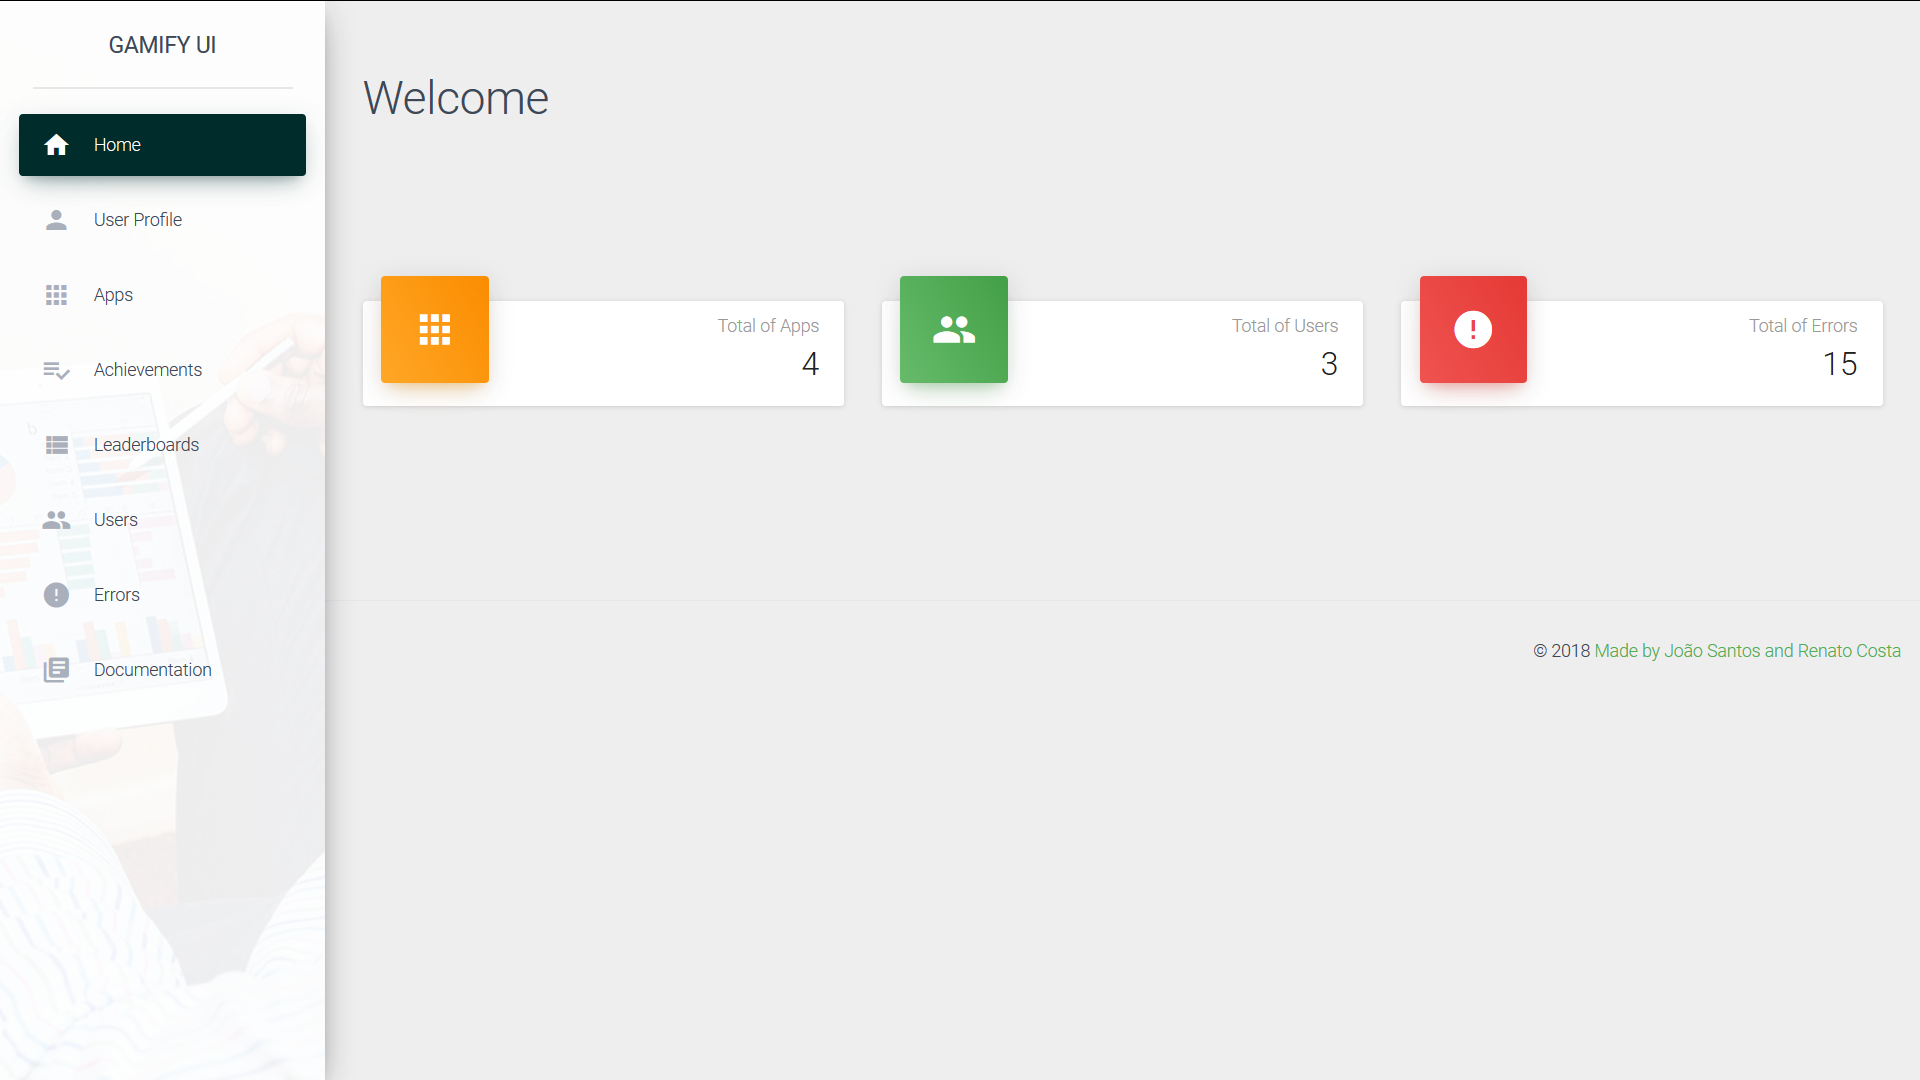 GAMIFY UI
Home
User Profile
Apps
Achievements
Leaderboards
Users
Errors
Documentation
Welcome
Total of Apps
4
Total of Users
3
Total of Errors
15
© 2018 Made by João Santos and Renato Costa